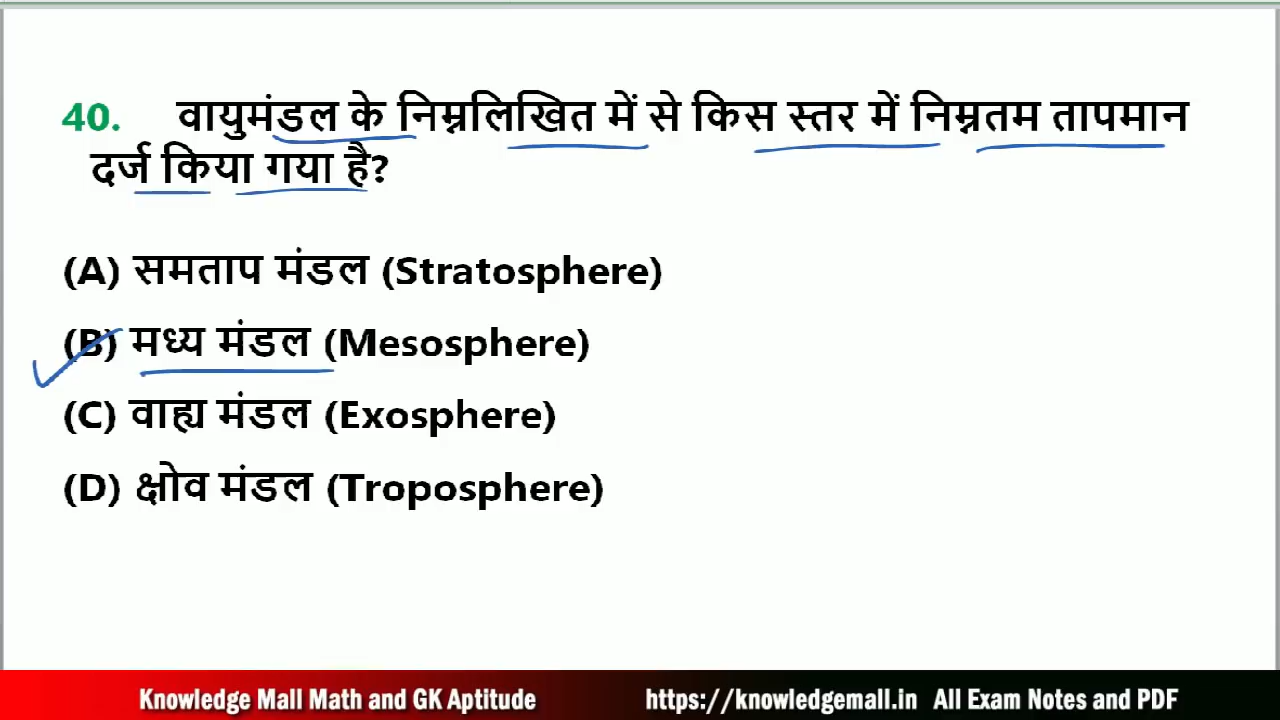 40. वायुमंडल के निम्नलिखित में से किस स्तर में निम्नतम तापमान
दर्ज किया गया है?
(A) समताप मंडल (Stratosphere)
(B) मध्य मंडल (Mesosphere)
(C) वाह्य मंडल (Exosphere)
(D) क्षोव मंडल (Troposphere)
Knowledge Mall Math and GK Aptitude https://knowledgemall.in All Exam Notes and PDF